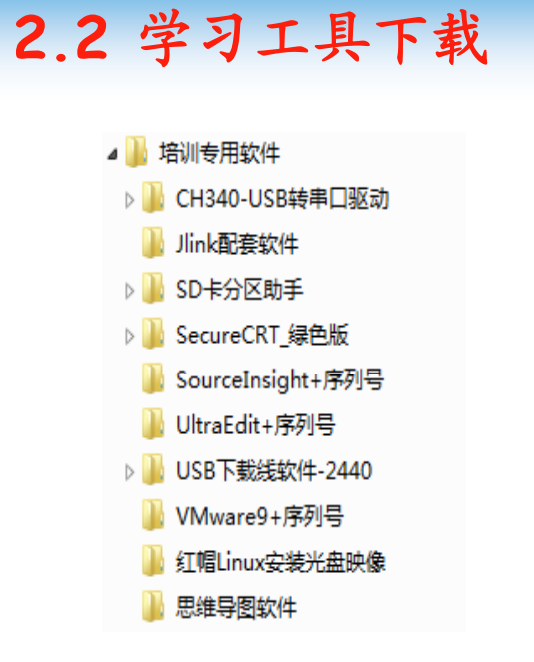 2.2 学习工具下载
培训专用软件
CH340-USB转串口驱动
Jlink配套软件
SD卡分区助手
SecureCRT_绿色版
SourceInsight+序列号
UltraEdit+序列号
USB下载线软件-2440
VMware9+序列号
红帽Linux安装光盘映像
思维导图软件